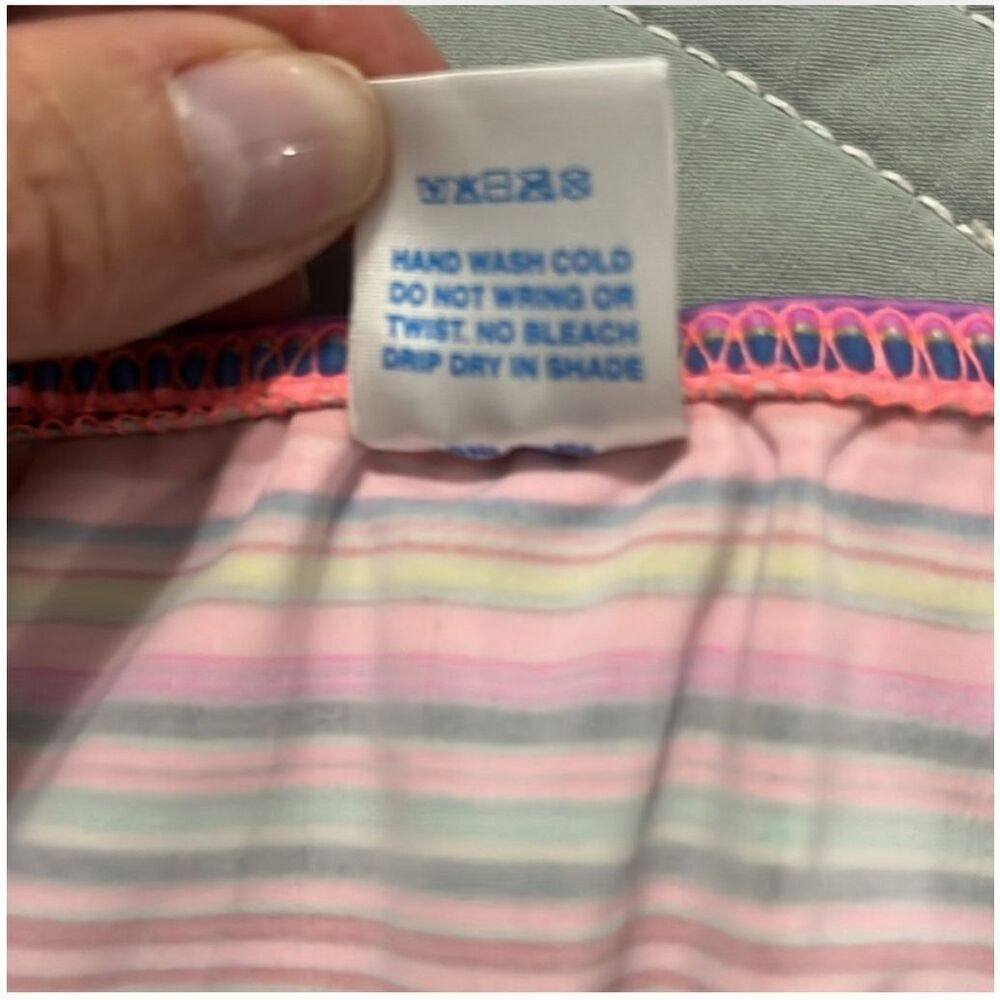 HAND WASH COLD
DO NOT WRING OR
TWIST. NO BLEACH
DRIP DRY IN SHADE